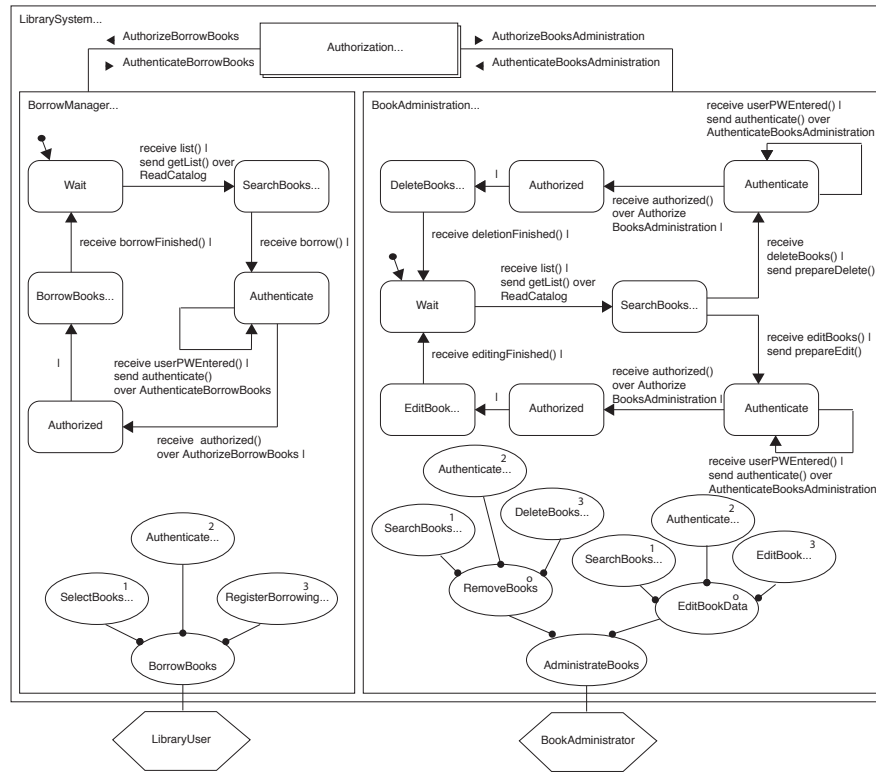 LibrarySystem...
AuthorizeBorrowBooks
AuthenticateBorrowBooks
Authorization...
AuthorizeBooksAdministration
AuthenticateBooksAdministration
BorrowManager...
receive list() |
send getList() over
ReadCatalog
Wait
SearchBooks...
receive borrowFinished() |
receive borrow() |
BorrowBooks...
Authenticate
|
receive userPWEntered() |
send authenticate()
over AuthenticateBorrowBooks
Authorized
receive authorized()
over AuthorizeBorrowBooks |
2
Authenticate...
1
SelectBooks...
3
RegisterBorrowing...
BorrowBooks
LibraryUser
BookAdministration...
receive userPWEntered() |
send authenticate() over
AuthenticateBooksAdministration
DeleteBooks...
|
Authorized
Authenticate
receive authorized()
over Authorize
BooksAdministration |
receive deletionFinished() |
receive
deleteBooks() |
send prepareDelete()
receive list() |
send getList() over
ReadCatalog
Wait
SearchBooks...
receive editingFinished() |
receive editBooks() |
send prepareEdit()
receive authorized()
over Authorize
BooksAdministration |
EditBook...
|
Authorized
Authenticate
receive userPWEntered() |
send authenticate() over
AuthenticateBooksAdministration
2
Authenticate...
1
SearchBooks...
3
DeleteBooks...
o
RemoveBooks
2
Authenticate...
1
SearchBooks...
3
EditBook...
o
EditBookData
AdministrateBooks
BookAdministrator